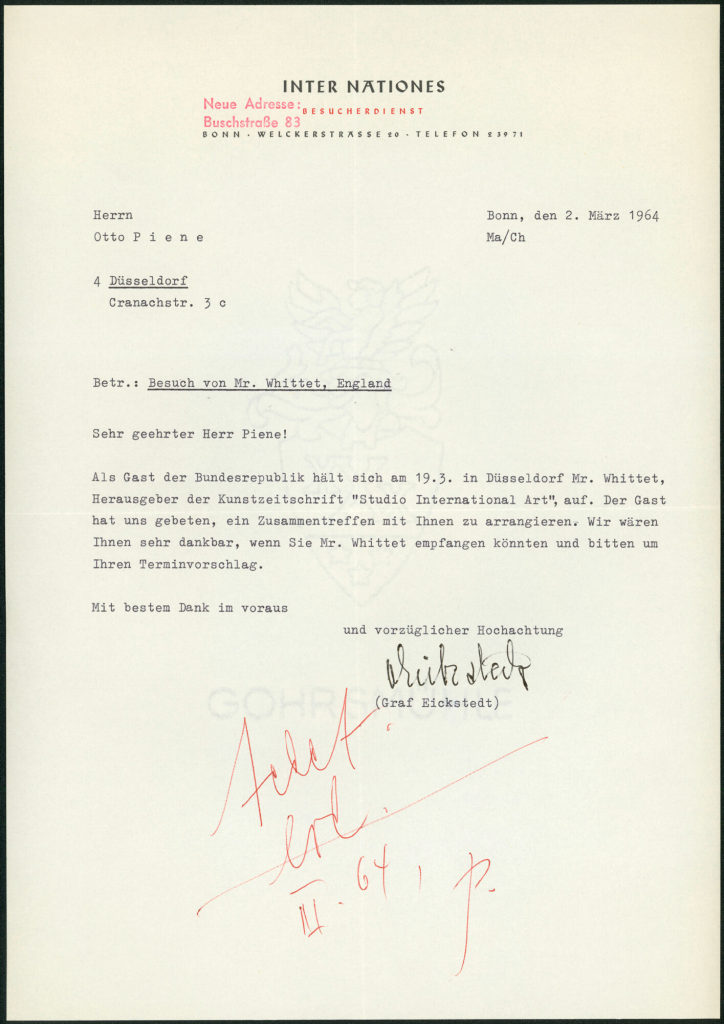 INTER NATIONES
Neue Adresse: BESUCHERDIENST
Buschstraße 83
BONN · WELCKERSTRASSE 20 · TELEFON 23971
Herrn
Bonn, den 2. März 1964
Otto P i e n e
Ma/Ch
4 Düsseldorf
Cranachstr. 3 c
Betr.: Besuch von Mr. Whittet, England
Sehr geehrter Herr Piene!
Als Gast der Bundesrepublik hält sich am 19.3. in Düsseldorf Mr. Whittet,
Herausgeber der Kunstzeitschrift "Studio International Art", auf. Der Gast
hat uns gebeten, ein Zusammentreffen mit Ihnen zu arrangieren. Wir wären
Ihnen sehr dankbar, wenn Sie Mr. Whittet empfangen könnten und bitten um
Ihren Terminvorschlag.
Mit bestem Dank im voraus
und vorzüglicher Hochachtung
(Graf Eickstedt)
GOHRSMÜHLE
erl.
III. 64, p.